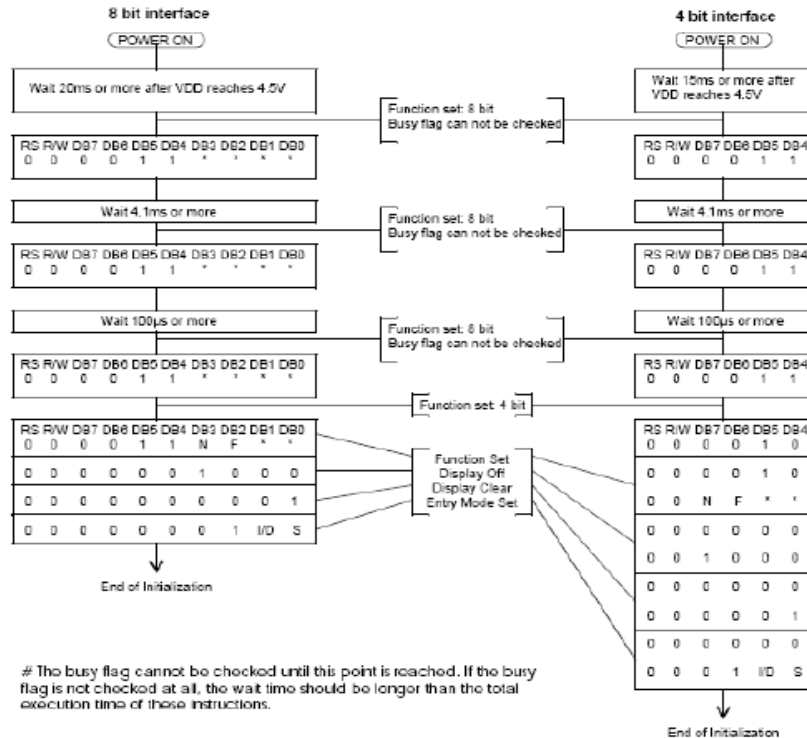 8 bit interface
POWER ON
Wait 20ms or more after VDD reaches 4.5V
RS R/W DB7 DB6 DB5 DB4 DB3 DB2 DB1 DB0
0 0 0 0 1 1 * * * *
Wait 4.1ms or more
RS R/W DB7 DB6 DB5 DB4 DB3 DB2 DB1 DB0
0 0 0 0 1 1 * * * *
Wait 100µs or more
RS R/W DB7 DB6 DB5 DB4 DB3 DB2 DB1 DB0
0 0 0 0 1 1 * * * *
RS R/W DB7 DB6 DB5 DB4 DB3 DB2 DB1 DB0
0 0 0 0 1 1 N F * *
0 0 0 0 0 0 1 0 0 0
0 0 0 0 0 0 0 0 0 1
0 0 0 0 0 0 0 1 I/D S
End of Initialization
Function set: 8 bit
Busy flag can not be checked
Function set: 8 bit
Busy flag can not be checked
Function set: 8 bit
Busy flag can not be checked
Function set: 4 bit
Function Set
Display Off
Display Clear
Entry Mode Set
4 bit interface
POWER ON
Wait 15ms or more after
VDD reaches 4.5V
RS R/W DB7 DB6 DB5 DB4
0 0 0 0 1 1
Wait 4.1ms or more
RS R/W DB7 DB6 DB5 DB4
0 0 0 0 1 1
Wait 100µs or more
RS R/W DB7 DB6 DB5 DB4
0 0 0 0 1 1
RS R/W DB7 DB6 DB5 DB4
0 0 0 0 1 0
0 0 0 0 1 0
0 0 N F * *
0 0 0 0 0 0
0 0 1 0 0 0
0 0 0 0 0 0
0 0 0 0 0 1
0 0 0 0 0 0
0 0 0 1 I/D S
End of Initialization
# The busy flag cannot be checked until this point is reached. If the busy
flag is not checked at all, the wait time should be longer than the total
execution time of these instructions.